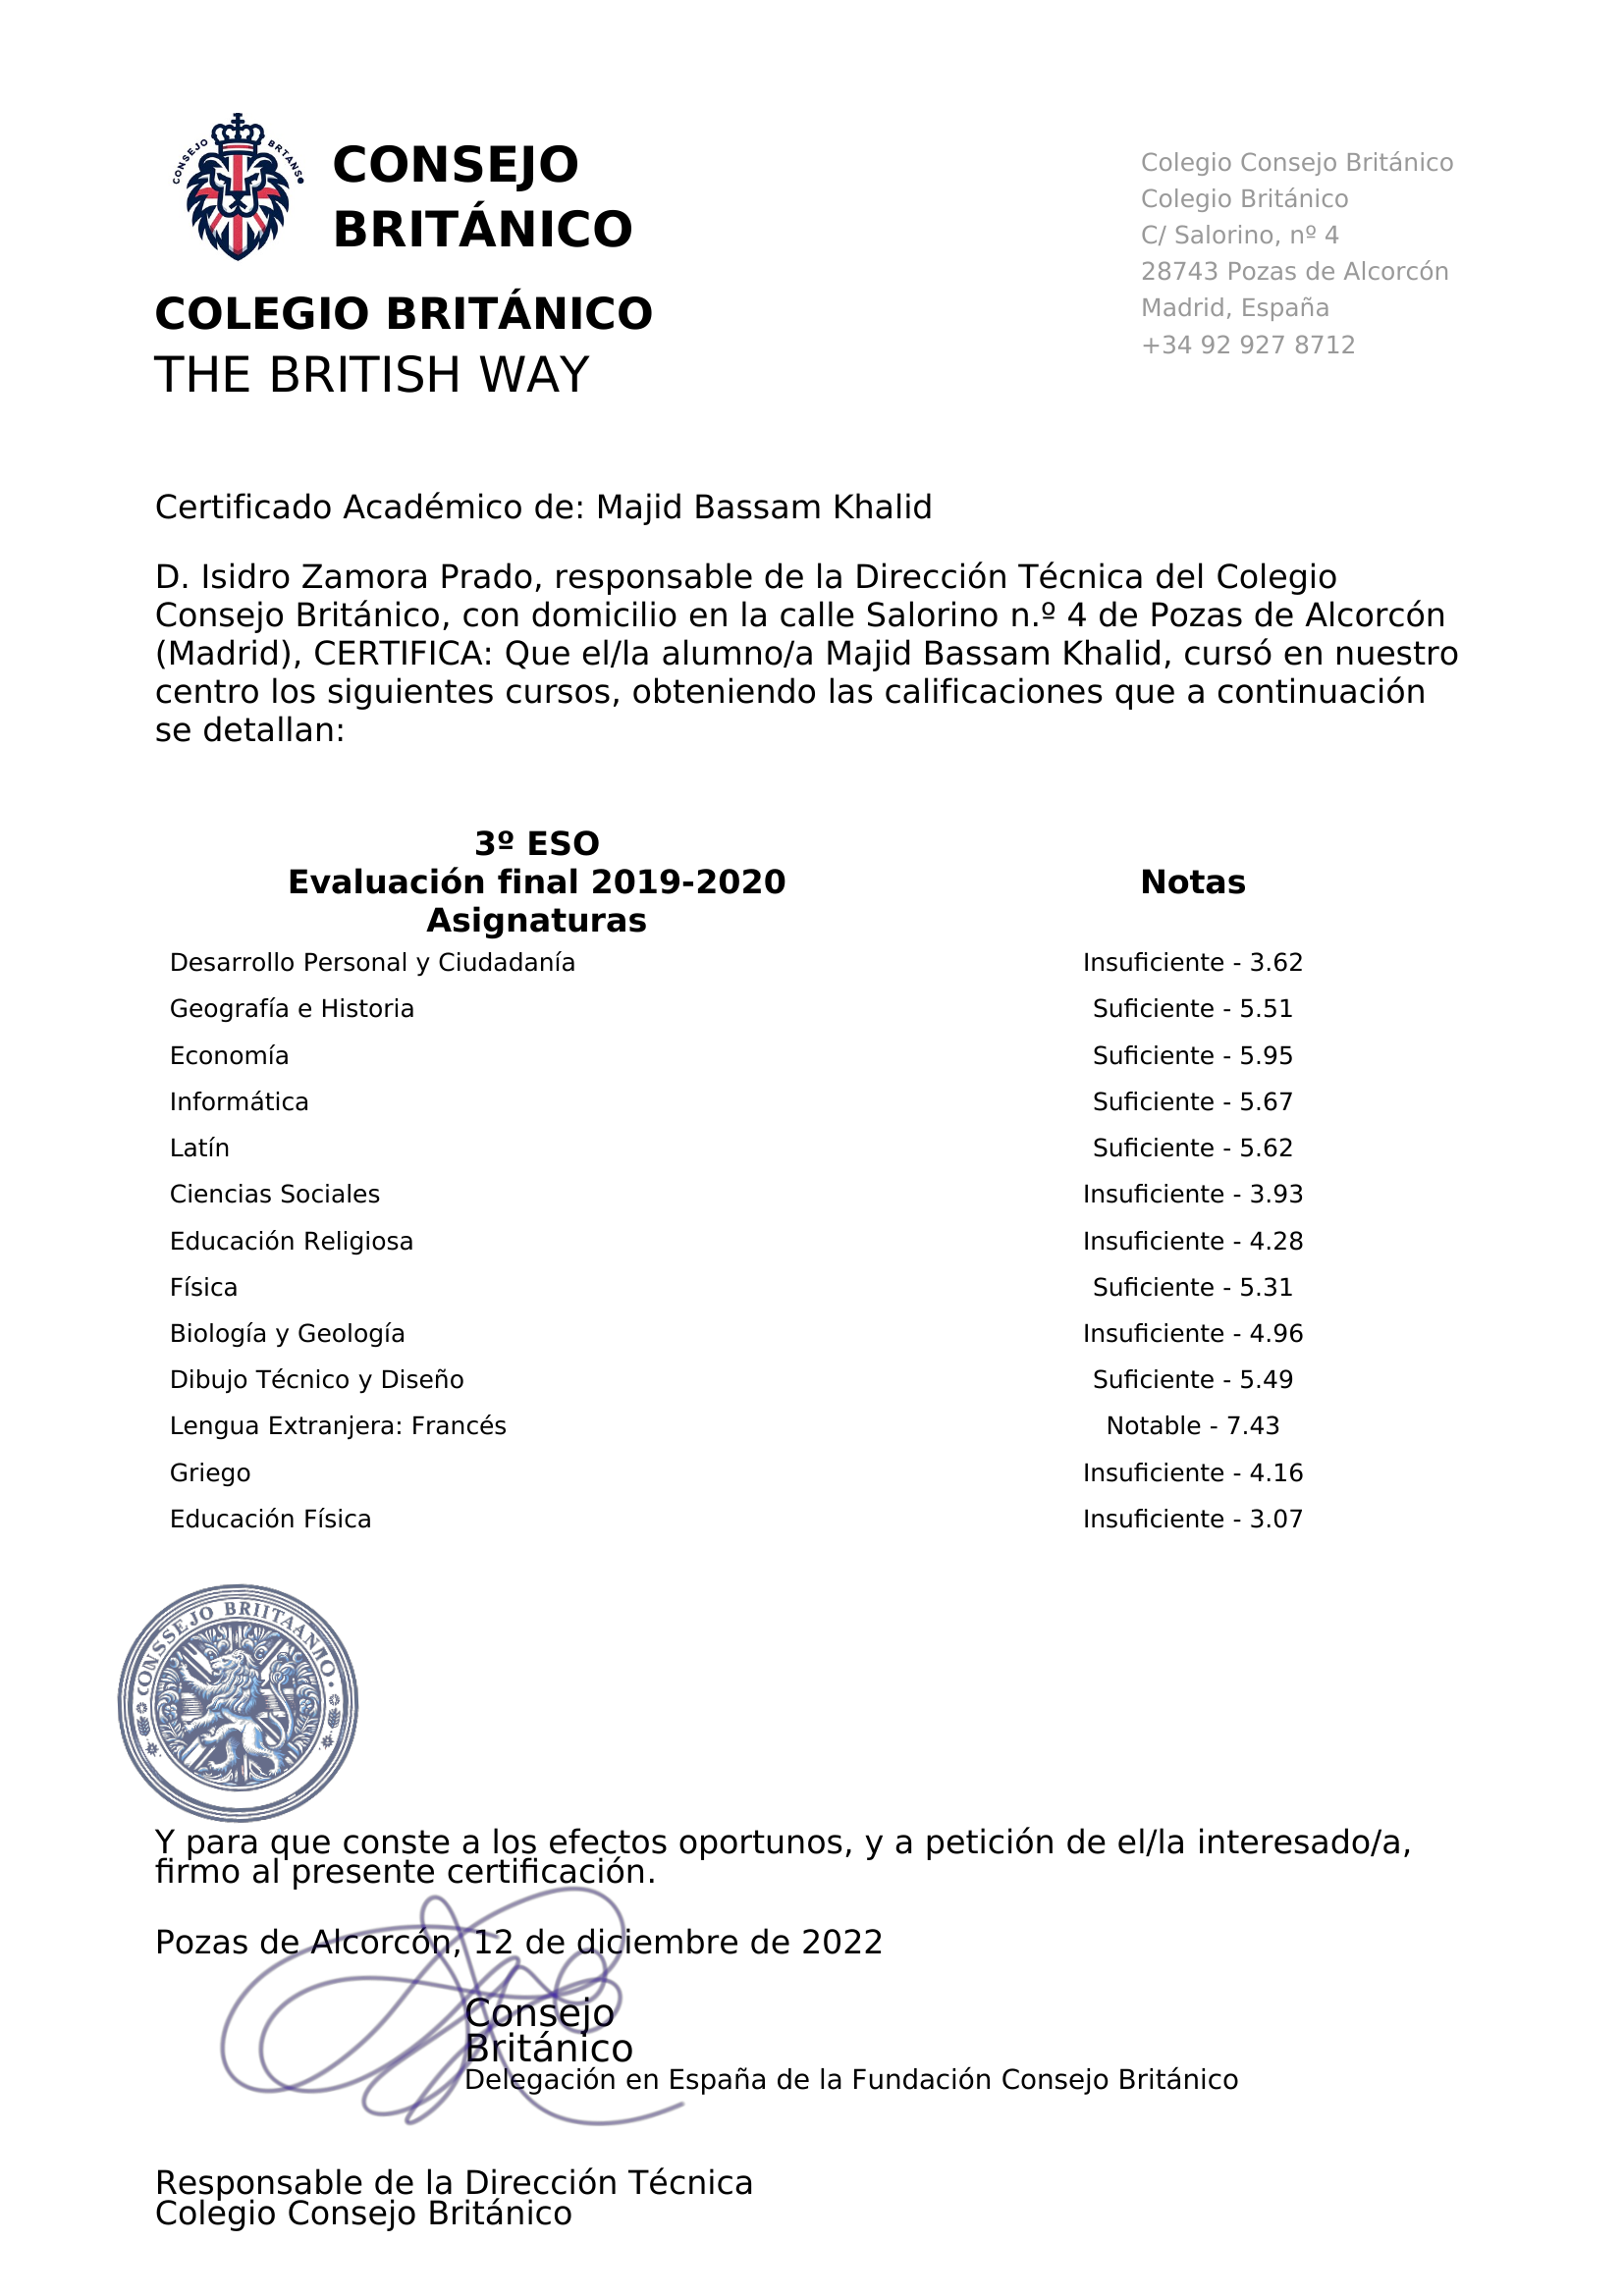 CONSEJO BRTANS
CONSEJO
BRITÁNICO
COLEGIO BRITÁNICO
THE BRITISH WAY
Colegio Consejo Británico
Colegio Británico
C/ Salorino, nº 4
28743 Pozas de Alcorcón
Madrid, España
+34 92 927 8712
Certificado Académico de: Majid Bassam Khalid
D. Isidro Zamora Prado, responsable de la Dirección Técnica del Colegio
Consejo Británico, con domicilio en la calle Salorino n.º 4 de Pozas de Alcorcón
(Madrid), CERTIFICA: Que el/la alumno/a Majid Bassam Khalid, cursó en nuestro
centro los siguientes cursos, obteniendo las calificaciones que a continuación
se detallan:
3º ESO
Evaluación final 2019-2020 Notas
Asignaturas
Desarrollo Personal y Ciudadanía Insuficiente - 3.62
Geografía e Historia Suficiente - 5.51
Economía Suficiente - 5.95
Informática Suficiente - 5.67
Latín Suficiente - 5.62
Ciencias Sociales Insuficiente - 3.93
Educación Religiosa Insuficiente - 4.28
Física Suficiente - 5.31
Biología y Geología Insuficiente - 4.96
Dibujo Técnico y Diseño Suficiente - 5.49
Lengua Extranjera: Francés Notable - 7.43
Griego Insuficiente - 4.16
Educación Física Insuficiente - 3.07
Y para que conste a los efectos oportunos, y a petición de el/la interesado/a,
firmo al presente certificación.
Pozas de Alcorcón, 12 de diciembre de 2022
Consejo
Británico
Delegación en España de la Fundación Consejo Británico
Responsable de la Dirección Técnica
Colegio Consejo Británico